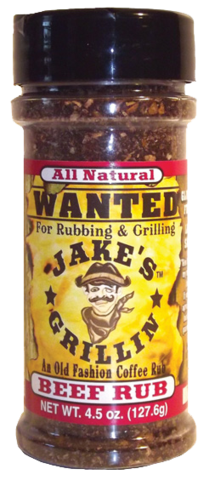 All Natural
WANTED
For Rubbing & Grilling
JAKE'S
GRILLIN
TM
An Old Fashion Coffee Rub
BEEF RUB
NET WT. 4.5 oz. (127.6g)